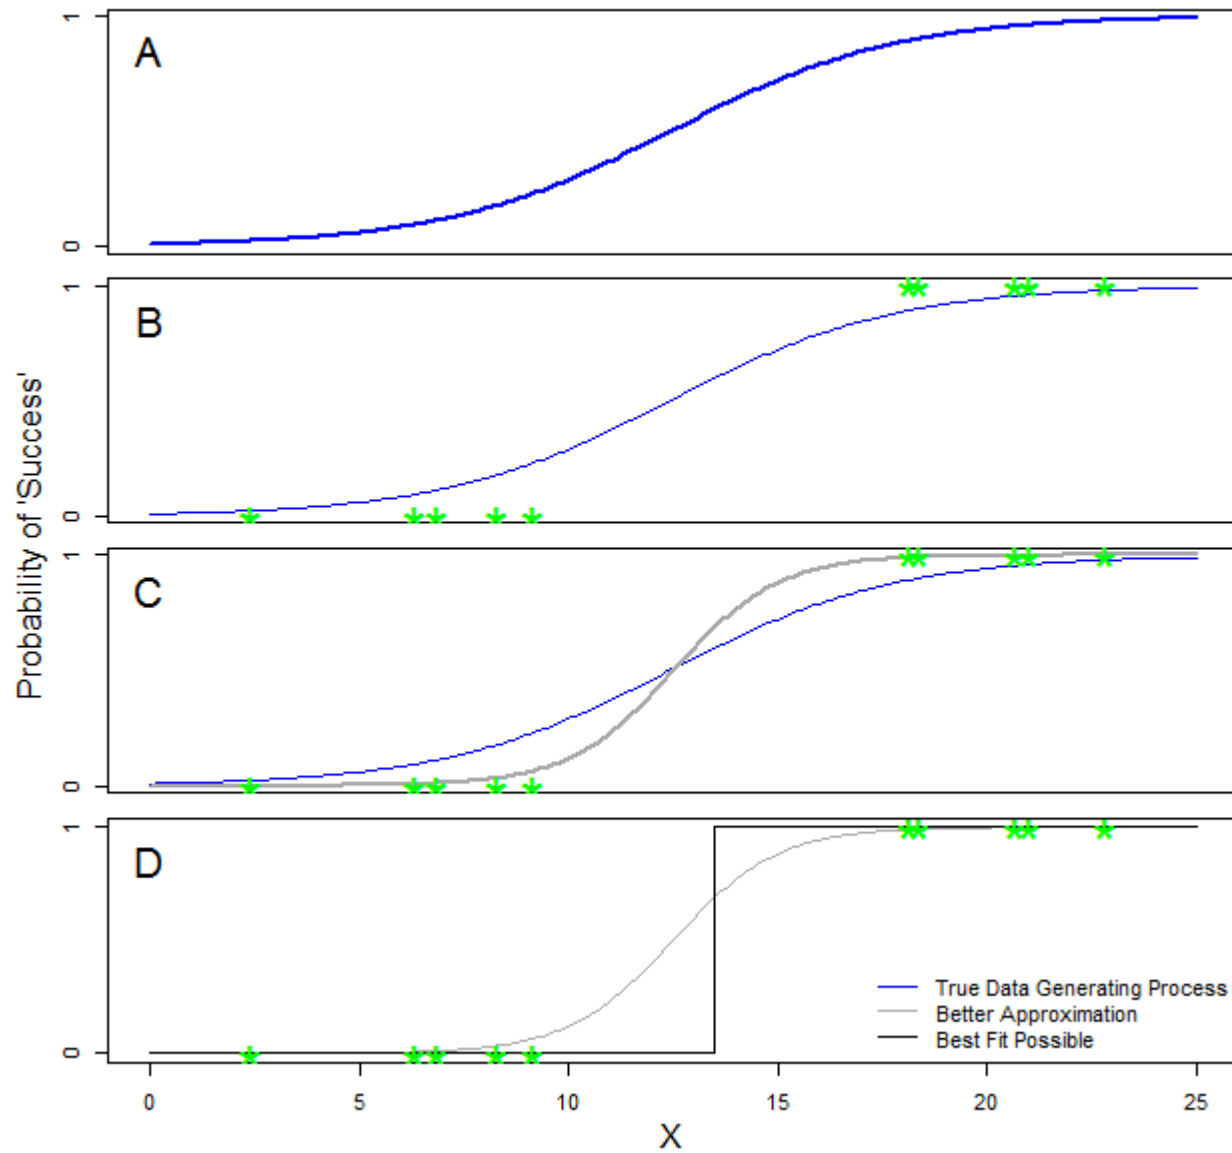 A
1
0
B
1
0
C
1
0
D
1
0
Probability of 'Success'
True Data Generating Process
Better Approximation
Best Fit Possible
0 5 10 15 20 25
X